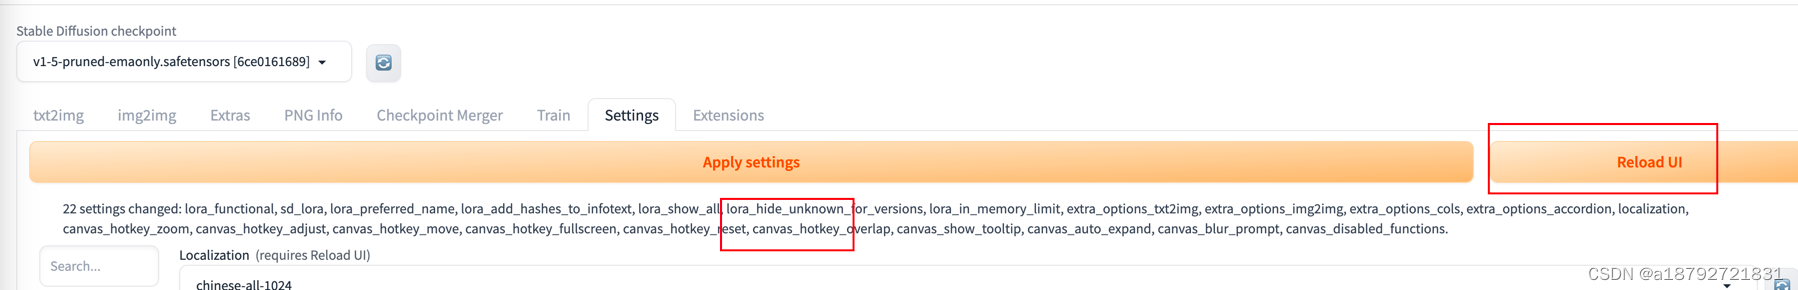 Stable Diffusion checkpoint
v1-5-pruned-emaonly.safetensors [6ce0161689]
txt2img img2img Extras PNG Info Checkpoint Merger Train Settings Extensions
Apply settings Reload UI
22 settings changed: lora_functional, sd_lora, lora_preferred_name, lora_add_hashes_to_infotext, lora_show_all, lora_hide_unknown_for_versions, lora_in_memory_limit, extra_options_txt2img, extra_options_img2img, extra_options_cols, extra_options_accordion, localization,
canvas_hotkey_zoom, canvas_hotkey_adjust, canvas_hotkey_move, canvas_hotkey_fullscreen, canvas_hotkey_reset, canvas_hotkey_overlap, canvas_show_tooltip, canvas_auto_expand, canvas_blur_prompt, canvas_disabled_functions.
Search... Localization (requires Reload UI)
chinese-all-1024
CSDN @a18792721831